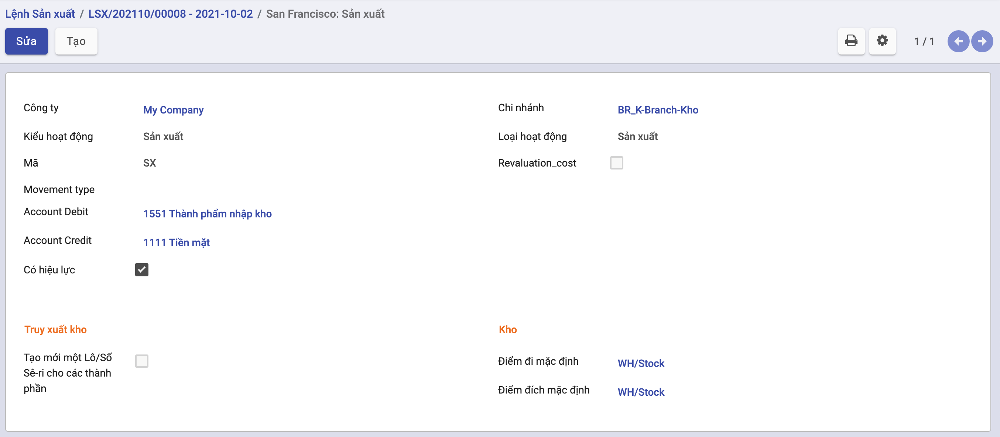 Lệnh Sản xuất / LSX/202110/00008 - 2021-10-02 / San Francisco: Sản xuất
Sửa Tạo 1 / 1
Công ty My Company
Chi nhánh BR_K-Branch-Kho
Kiểu hoạt động Sản xuất
Loại hoạt động Sản xuất
Mã SX
Revaluation_cost
Movement type
Account Debit 1551 Thành phẩm nhập kho
Account Credit 1111 Tiền mặt
Có hiệu lực
Truy xuất kho
Tạo mới một Lô/Số
Sê-ri cho các thành
phần
Kho
Điểm đi mặc định WH/Stock
Điểm đích mặc định WH/Stock